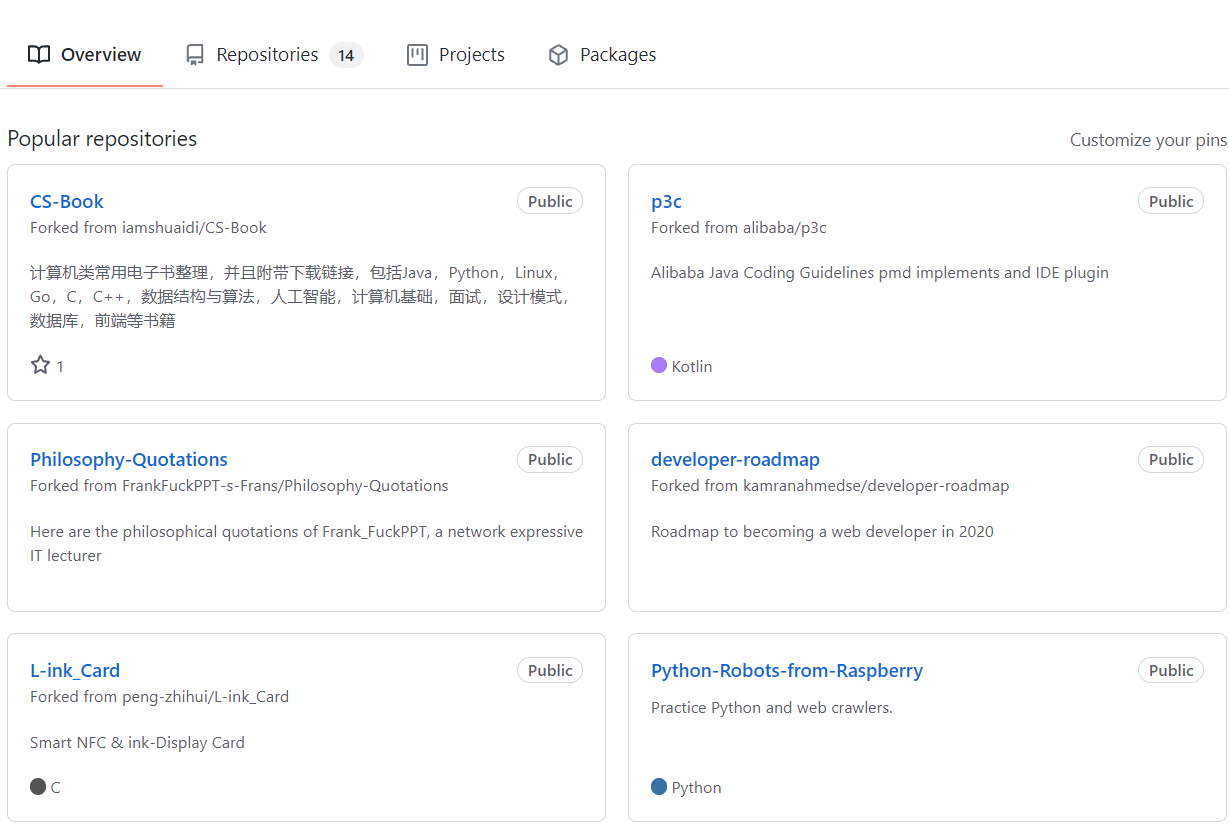 Overview Repositories 14 Projects Packages
Popular repositories
Customize your pins
CS-Book Public
Forked from iamshuaidi/CS-Book
计算机类常用电子书整理，并且附带下载链接，包括Java，Python，Linux，
Go，C，C++，数据结构与算法，人工智能，计算机基础，面试，设计模式，
数据库，前端等书籍
1
p3c Public
Forked from alibaba/p3c
Alibaba Java Coding Guidelines pmd implements and IDE plugin
Kotlin
Philosophy-Quotations Public
Forked from FrankFuckPPT-s-Frans/Philosophy-Quotations
Here are the philosophical quotations of Frank_FuckPPT, a network expressive
IT lecturer
developer-roadmap Public
Forked from kamranahmedse/developer-roadmap
Roadmap to becoming a web developer in 2020
L-ink_Card Public
Forked from peng-zhihui/L-ink_Card
Smart NFC & ink-Display Card
C
Python-Robots-from-Raspberry Public
Practice Python and web crawlers.
Python